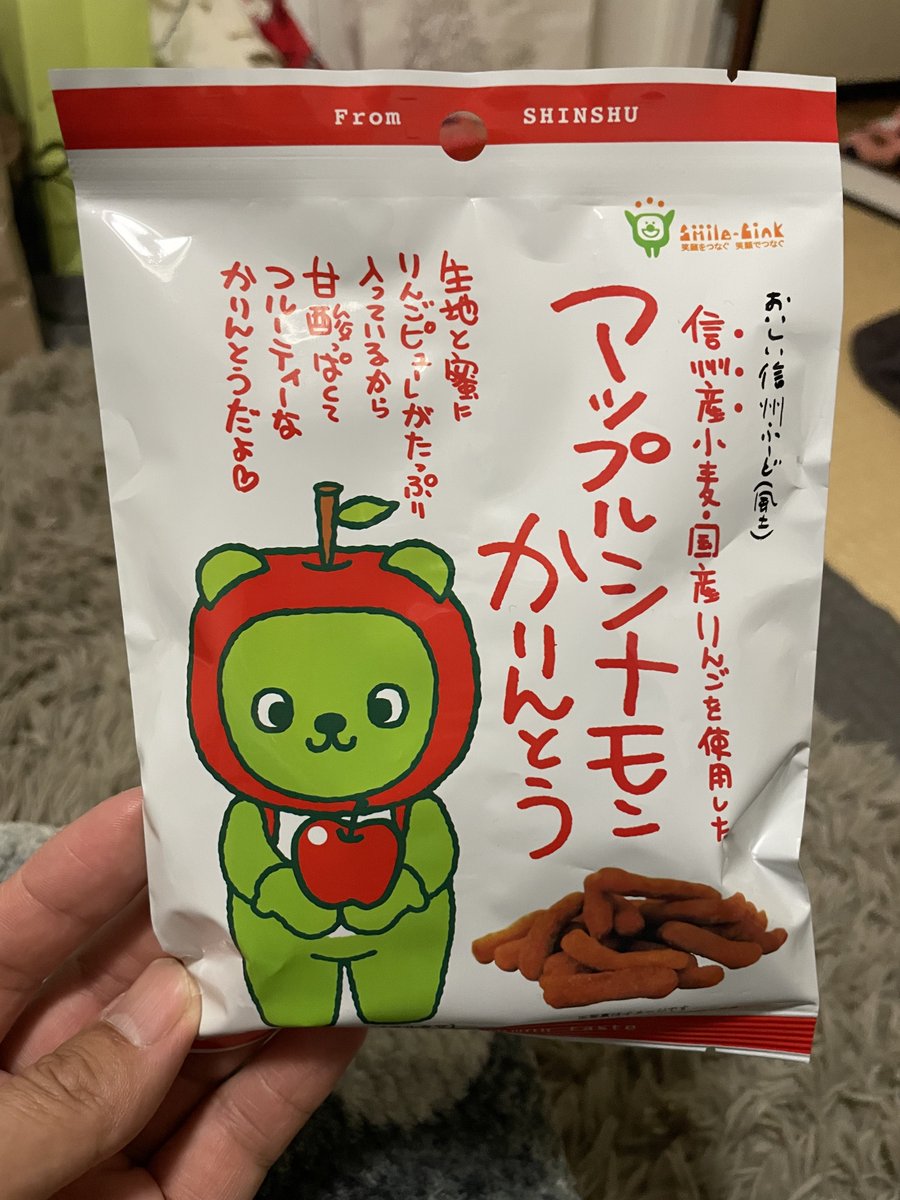 From SHINSHU
Smile-Link
笑顔をつなぐ 笑顔でつなぐ
おいしい信州ふーど(風土)
信州産小麦・国産りんごを使用した
アップルシナモン
かりんとう
生地と蜜に
りんごピューレがたっぷり
入っているから
甘酸っぱくて
フルーティーな
かりんとうだよ♡
taste